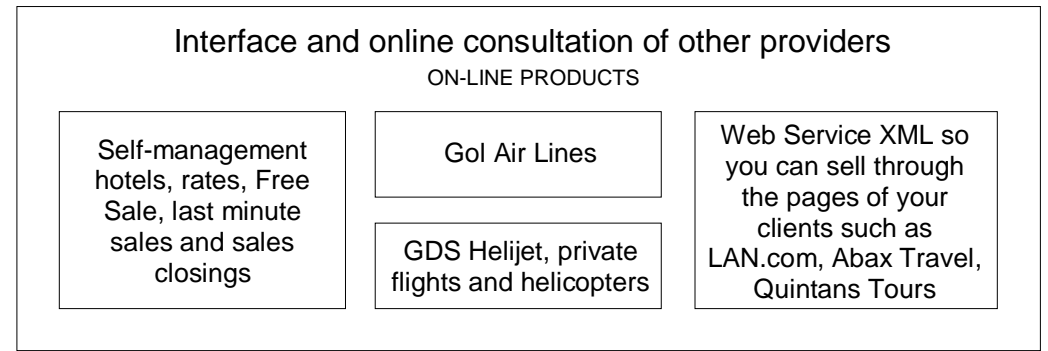 Interface and online consultation of other providers
ON-LINE PRODUCTS
Self-management
hotels, rates, Free
Sale, last minute
sales and sales
closings
Gol Air Lines
GDS Helijet, private
flights and helicopters
Web Service XML so
you can sell through
the pages of your
clients such as
LAN.com, Abax Travel,
Quintans Tours